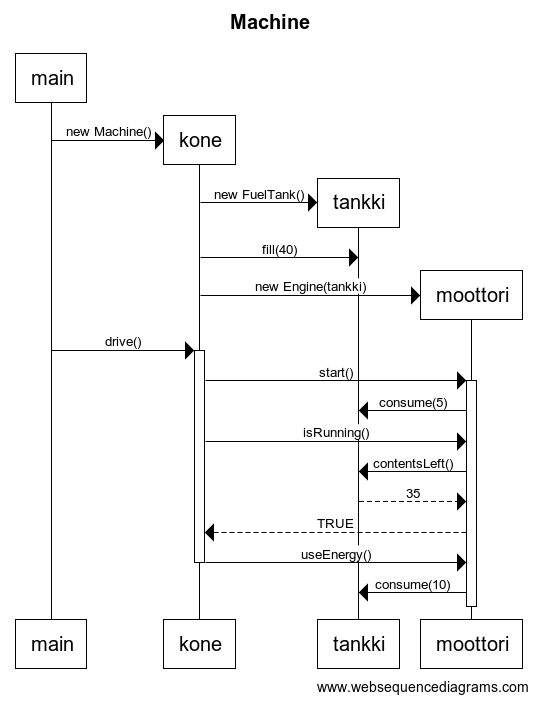 Machine
main
new Machine()
kone
new FuelTank()
tankki
fill(40)
new Engine(tankki)
moottori
drive()
start()
consume(5)
isRunning()
contentsLeft()
35
TRUE
useEnergy()
consume(10)
main kone tankki moottori
www.websequencediagrams.com